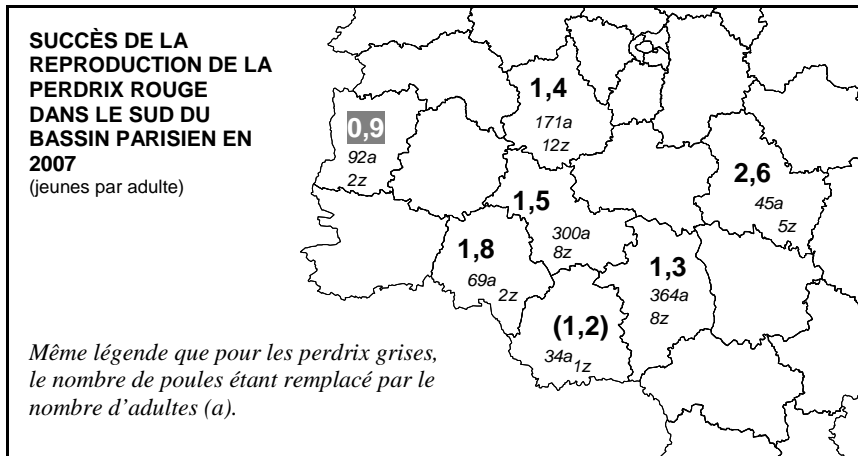 SUCCÈS DE LA
REPRODUCTION DE LA
PERDRIX ROUGE
DANS LE SUD DU
BASSIN PARISIEN EN
2007
(jeunes par adulte)
1,4
171a
12z
0,9
92a
2z
2,6
45a
5z
1,5
300a
8z
1,8
69a
2z
1,3
364a
8z
(1,2)
34a
1z
Même légende que pour les perdrix grises,
le nombre de poules étant remplacé par le
nombre d'adultes (a).